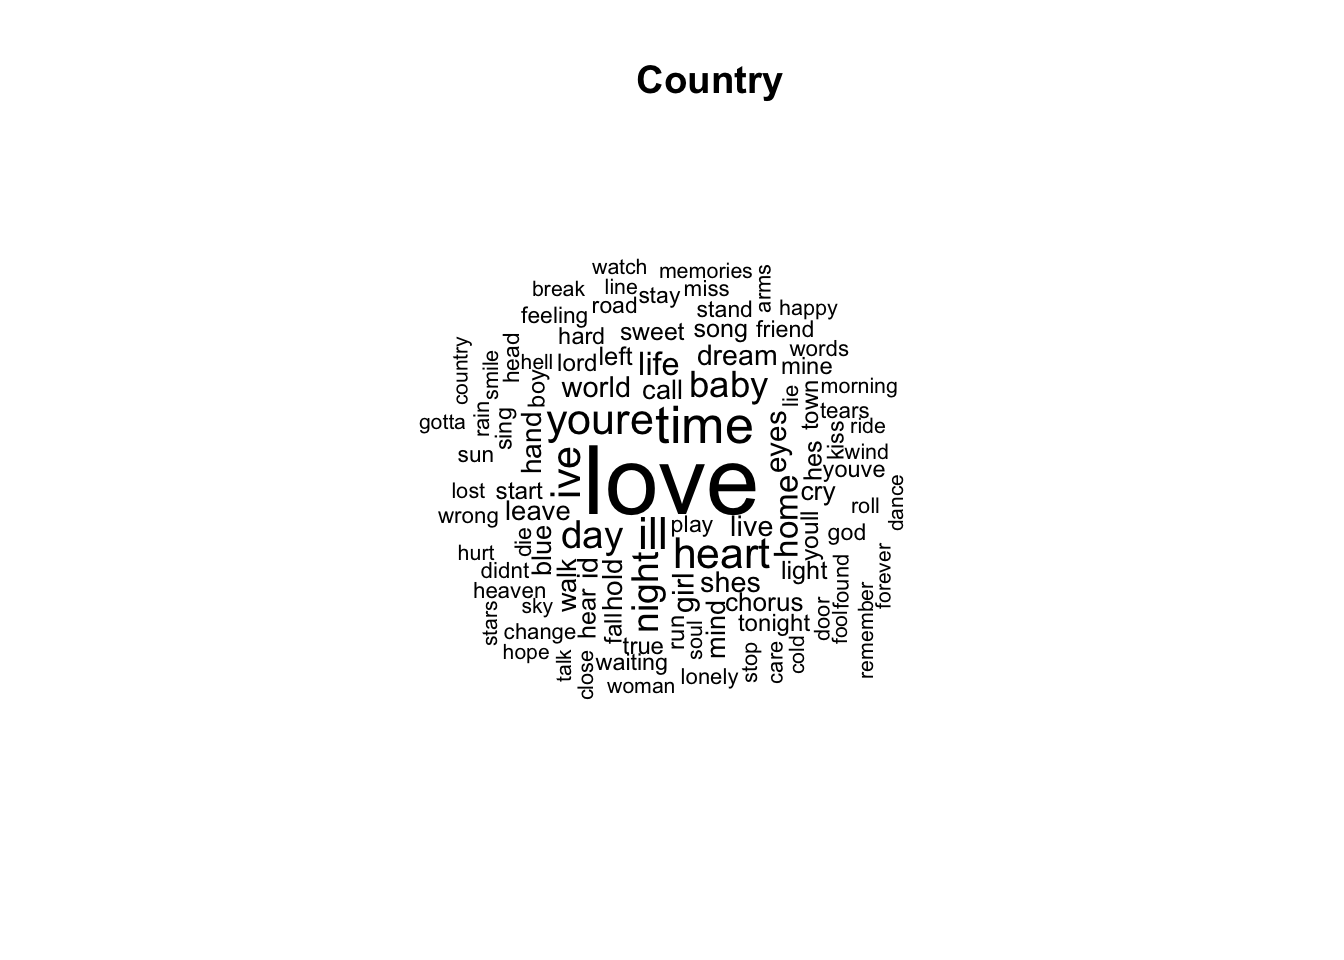 Country
watch
memories
break
line
stay
miss
arms
feeling
road
stand
happy
hard
sweet
song
friend
country
smile
head
hell
lord
left
life
dream
words
mine
boy
world
call
baby
lie
town
morning
gotta
rain
sing
hand
youre
time
eyes
hes
kiss
tears
ride
sun
ive
love
wind
youve
lost
start
home
cry
roll
dance
wrong
leave
day
ill
play
live
youll
god
hurt
die
blue
heart
light
didnt
walk
id
hold
night
girl
shes
found
forever
heaven
stars
sky
hear
fall
run
soul
mind
chorus
tonight
door
fool
remember
change
hope
talk
close
true
waiting
woman
lonely
stop
care
cold